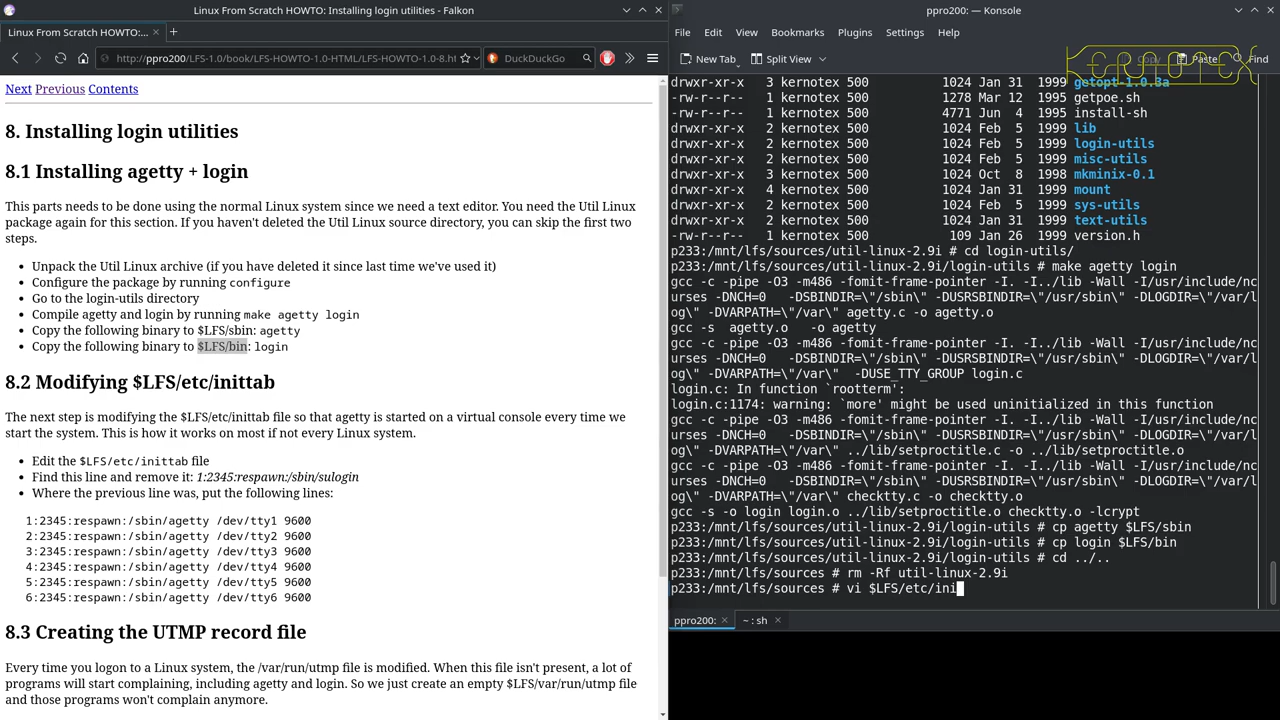 Linux From Scratch HOWTO: Installing login utilities - Falkon
Linux From Scratch HOWTO:...
http://ppro200/LFS-1.0/book/LFS-HOWTO-1.0-HTML/LFS-HOWTO-1.0-8.h
DuckDuckGo
Next Previous Contents
8. Installing login utilities
8.1 Installing agetty + login
This parts needs to be done using the normal Linux system since we need a text editor. You need the Util Linux
package again for this section. If you haven't deleted the Util Linux source directory, you can skip the first two
steps.
Unpack the Util Linux archive (if you have deleted it since last time we've used it)
Configure the package by running configure
Go to the login-utils directory
Compile agetty and login by running make agetty login
Copy the following binary to $LFS/sbin: agetty
Copy the following binary to $LFS/bin: login
8.2 Modifying $LFS/etc/inittab
The next step is modifying the $LFS/etc/inittab file so that agetty is started on a virtual console every time we
start the system. This is how it works on most if not every Linux system.
Edit the $LFS/etc/inittab file
Find this line and remove it: 1:2345:respawn:/sbin/sulogin
Where the previous line was, put the following lines:
1:2345:respawn:/sbin/agetty /dev/tty1 9600
2:2345:respawn:/sbin/agetty /dev/tty2 9600
3:2345:respawn:/sbin/agetty /dev/tty3 9600
4:2345:respawn:/sbin/agetty /dev/tty4 9600
5:2345:respawn:/sbin/agetty /dev/tty5 9600
6:2345:respawn:/sbin/agetty /dev/tty6 9600
8.3 Creating the UTMP record file
Every time you logon to a Linux system, the /var/run/utmp file is modified. When this file isn't present, a lot of
programs will start complaining, including agetty and login. So we just create an empty $LFS/var/run/utmp file
and those programs won't complain anymore.
ppro200: — Konsole
File Edit View Bookmarks Plugins Settings Help
New Tab Split View Copy Paste Find
KERNOTEX
drwxr-xr-x 3 kernotex 500 1024 Jan 31 1999 getopt-1.0.3a
-rw-r--r-- 1 kernotex 500 1278 Mar 12 1995 getpoe.sh
-rw-r--r-- 1 kernotex 500 4771 Jun 4 1995 install-sh
drwxr-xr-x 2 kernotex 500 1024 Feb 5 1999 lib
drwxr-xr-x 2 kernotex 500 1024 Feb 5 1999 login-utils
drwxr-xr-x 2 kernotex 500 1024 Feb 5 1999 misc-utils
drwxr-xr-x 3 kernotex 500 1024 Oct 8 1998 mkminix-0.1
drwxr-xr-x 4 kernotex 500 1024 Jan 31 1999 mount
drwxr-xr-x 2 kernotex 500 1024 Feb 5 1999 sys-utils
drwxr-xr-x 2 kernotex 500 1024 Jan 31 1999 text-utils
-rw-r--r-- 1 kernotex 500 109 Jan 26 1999 version.h
p233:/mnt/lfs/sources/util-linux-2.9i # cd login-utils/
p233:/mnt/lfs/sources/util-linux-2.9i/login-utils # make agetty login
gcc -c -pipe -O3 -m486 -fomit-frame-pointer -I. -I../lib -Wall -I/usr/include/nc
urses -DNCH=0 -DSBINDIR=\"/sbin\" -DUSRSBINDIR=\"/usr/sbin\" -DLOGDIR=\"/var/l
og\" -DVARPATH=\"/var\" agetty.c -o agetty.o
gcc -s agetty.o -o agetty
gcc -c -pipe -O3 -m486 -fomit-frame-pointer -I. -I../lib -Wall -I/usr/include/nc
urses -DNCH=0 -DSBINDIR=\"/sbin\" -DUSRSBINDIR=\"/usr/sbin\" -DLOGDIR=\"/var/l
og\" -DVARPATH=\"/var\" -DUSE_TTY_GROUP login.c
login.c: In function `rootterm':
login.c:1174: warning: `more' might be used uninitialized in this function
gcc -c -pipe -O3 -m486 -fomit-frame-pointer -I. -I../lib -Wall -I/usr/include/nc
urses -DNCH=0 -DSBINDIR=\"/sbin\" -DUSRSBINDIR=\"/usr/sbin\" -DLOGDIR=\"/var/l
og\" -DVARPATH=\"/var\" ../lib/setproctitle.c -o ../lib/setproctitle.o
gcc -c -pipe -O3 -m486 -fomit-frame-pointer -I. -I../lib -Wall -I/usr/include/nc
urses -DNCH=0 -DSBINDIR=\"/sbin\" -DUSRSBINDIR=\"/usr/sbin\" -DLOGDIR=\"/var/l
og\" -DVARPATH=\"/var\" checktty.c -o checktty.o
gcc -s -o login login.o ../lib/setproctitle.o checktty.o -lcrypt
p233:/mnt/lfs/sources/util-linux-2.9i/login-utils # cp agetty $LFS/sbin
p233:/mnt/lfs/sources/util-linux-2.9i/login-utils # cp login $LFS/bin
p233:/mnt/lfs/sources/util-linux-2.9i/login-utils # cd ../..
p233:/mnt/lfs/sources # rm -Rf util-linux-2.9i
p233:/mnt/lfs/sources # vi $LFS/etc/ini
ppro200: ~ : sh